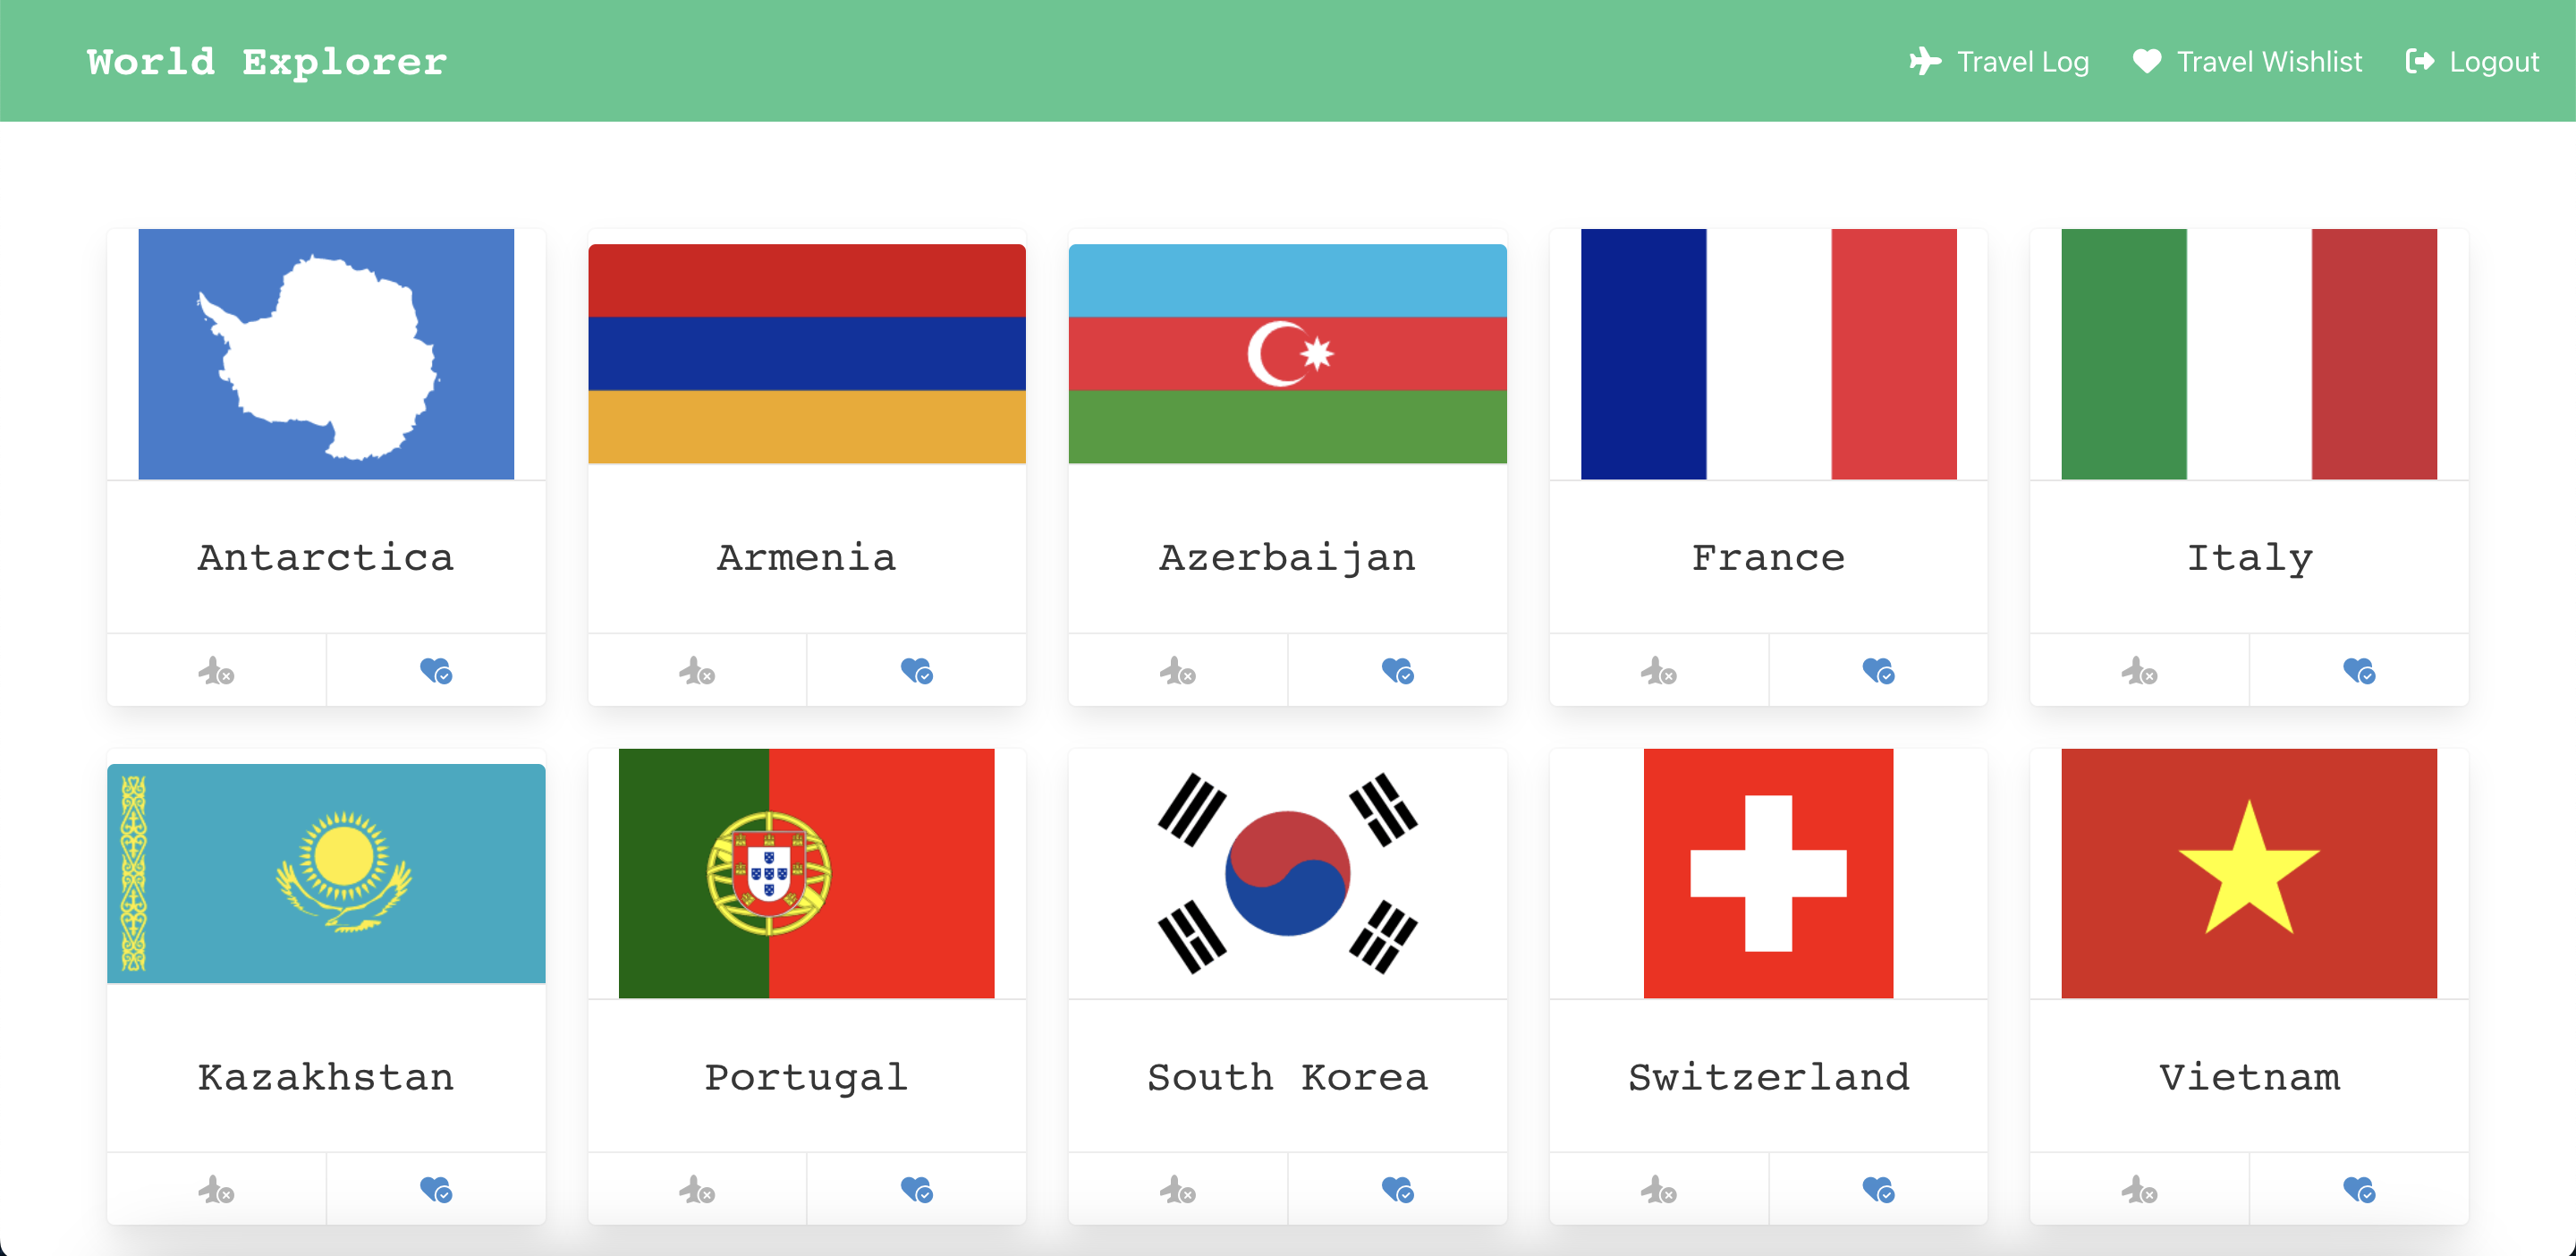 World Explorer
Travel Log
Travel Wishlist
Logout
Antarctica
Armenia
Azerbaijan
France
Italy
Kazakhstan
Portugal
South Korea
Switzerland
Vietnam